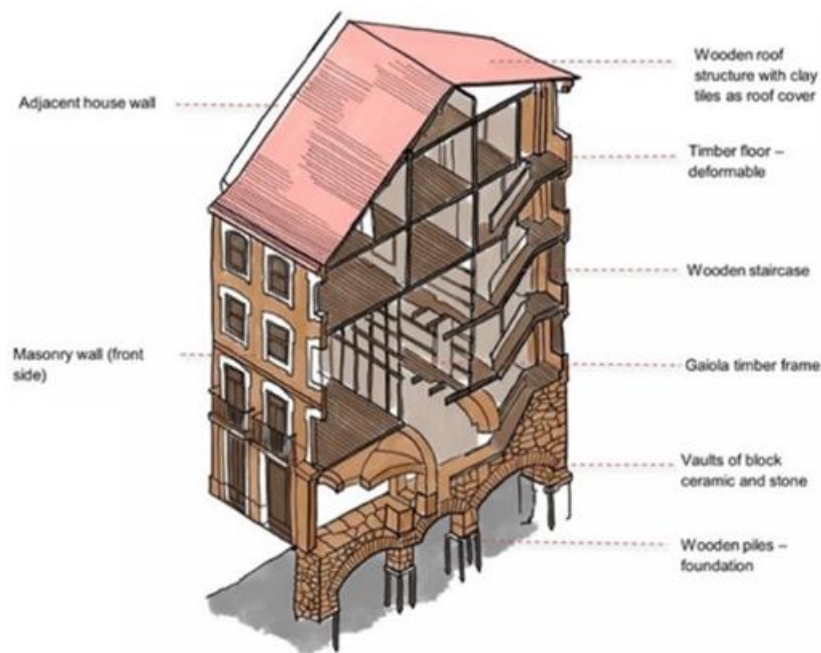 Adjacent house wall
Masonry wall (front
side)
Wooden roof
structure with clay
tiles as roof cover
Timber floor –
deformable
Wooden staircase
Gaiola timber frame
Vaults of block
ceramic and stone
Wooden piles –
foundation